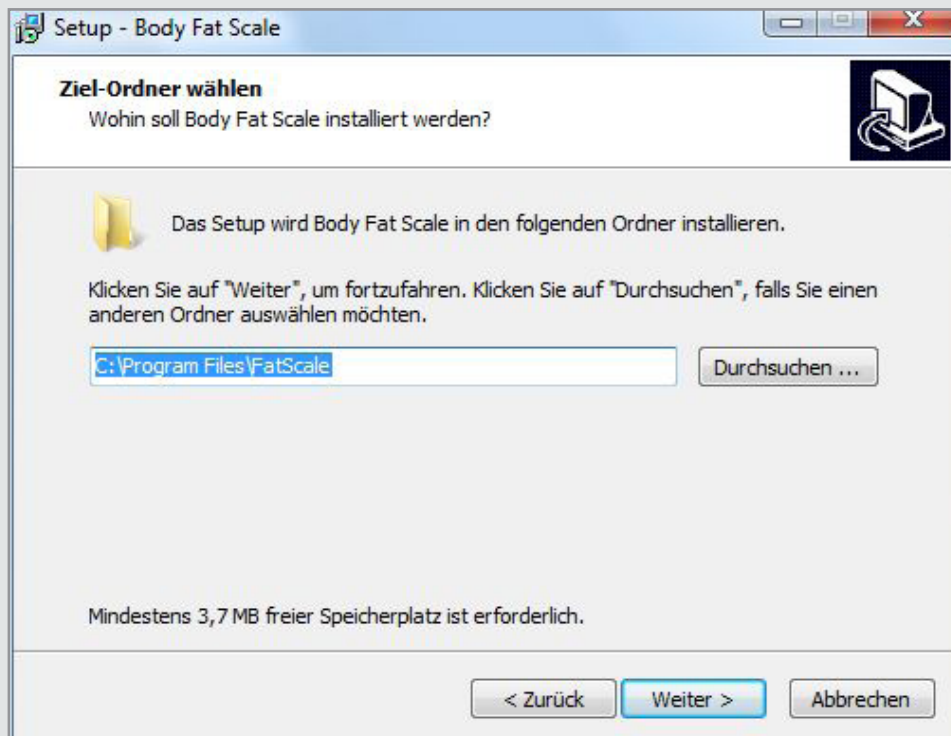 Setup - Body Fat Scale
Ziel-Ordner wählen
Wohin soll Body Fat Scale installiert werden?
Das Setup wird Body Fat Scale in den folgenden Ordner installieren.
Klicken Sie auf "Weiter", um fortzufahren. Klicken Sie auf "Durchsuchen", falls Sie einen
anderen Ordner auswählen möchten.
C:\Program Files\FatScale
Durchsuchen ...
Mindestens 3,7 MB freier Speicherplatz ist erforderlich.
< Zurück
Weiter >
Abbrechen